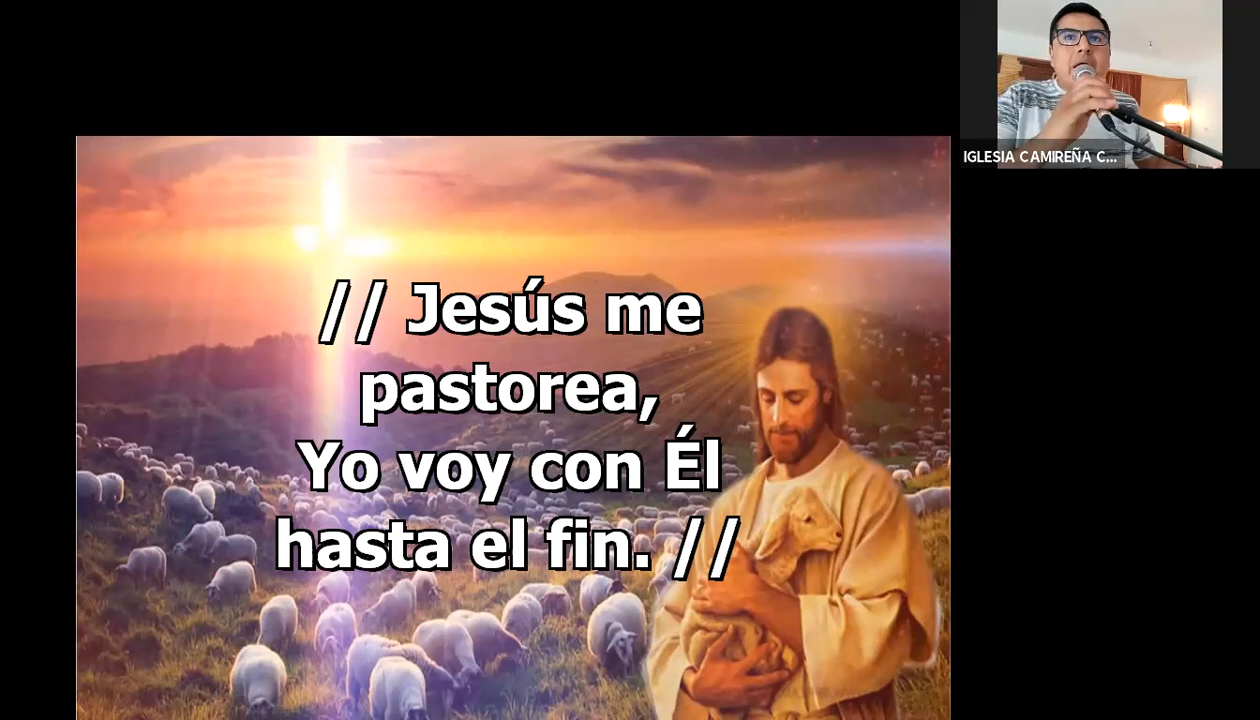 // Jesús me
pastorea,
Yo voy con Él
hasta el fin. //
IGLESIA CAMIREÑA C...